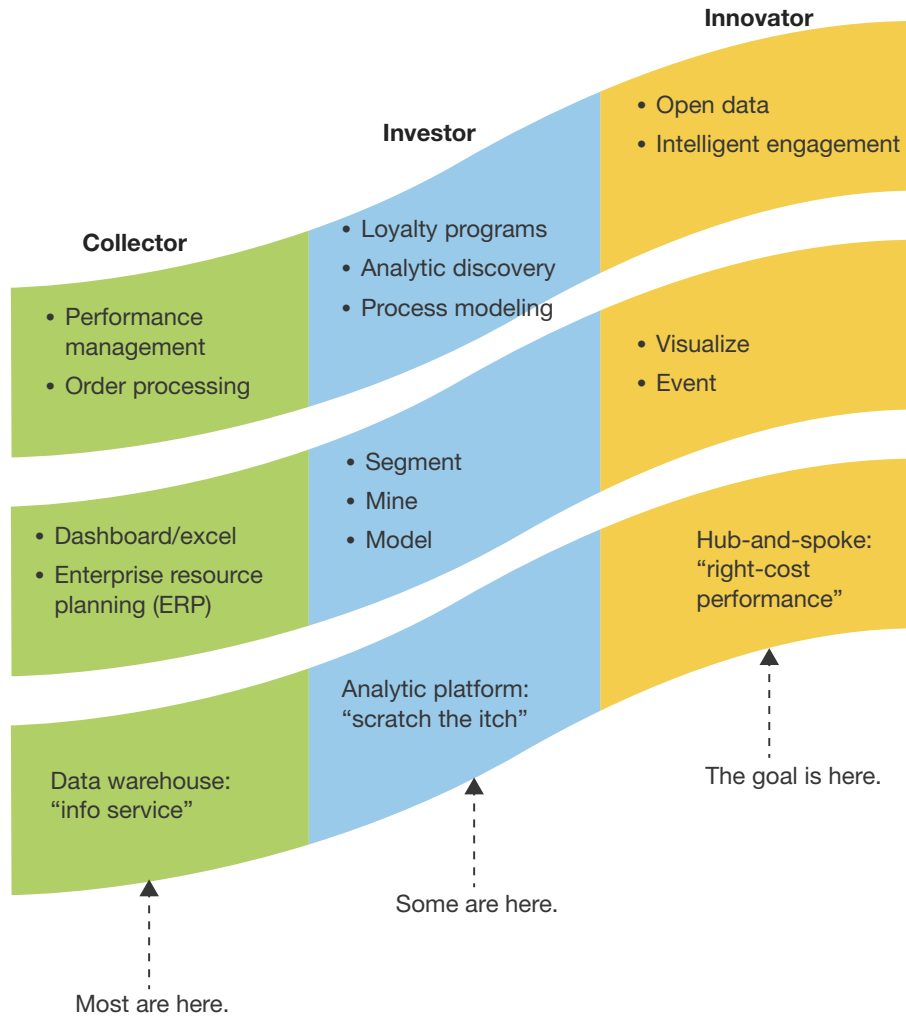 Innovator
• Open data
• Intelligent engagement
Investor
• Loyalty programs
• Analytic discovery
• Process modeling
Collector
• Performance
management
• Order processing
• Visualize
• Event
• Segment
• Mine
• Model
• Dashboard/excel
• Enterprise resource
planning (ERP)
Hub-and-spoke:
“right-cost
performance”
Analytic platform:
“scratch the itch”
Data warehouse:
“info service”
The goal is here.
Some are here.
Most are here.